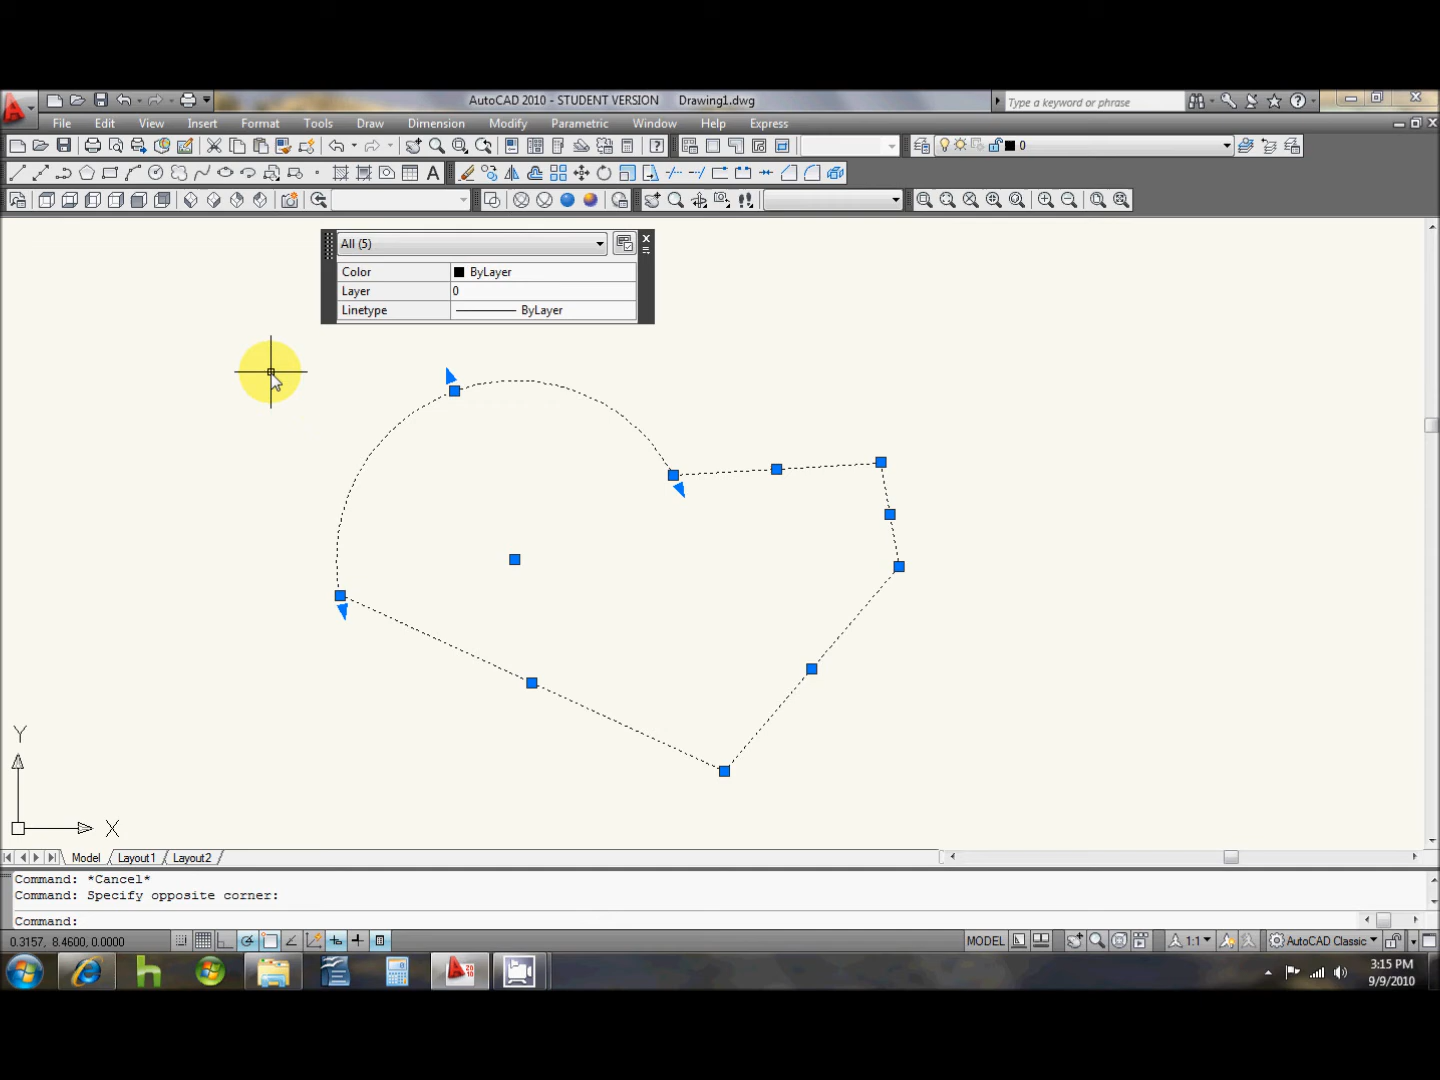 AutoCAD 2010 - STUDENT VERSION Drawing1.dwg
Type a keyword or phrase
File Edit View Insert Format Tools Draw Dimension Modify Parametric Window Help Express
0
A
All (5)
Color ByLayer
Layer 0
Linetype ByLayer
Y
X
Model Layout1 Layout2
Command: *Cancel*
Command: Specify opposite corner:
Command:
0.3157, 8.4600, 0.0000 MODEL 1:1 AutoCAD Classic
3:15 PM
9/9/2010